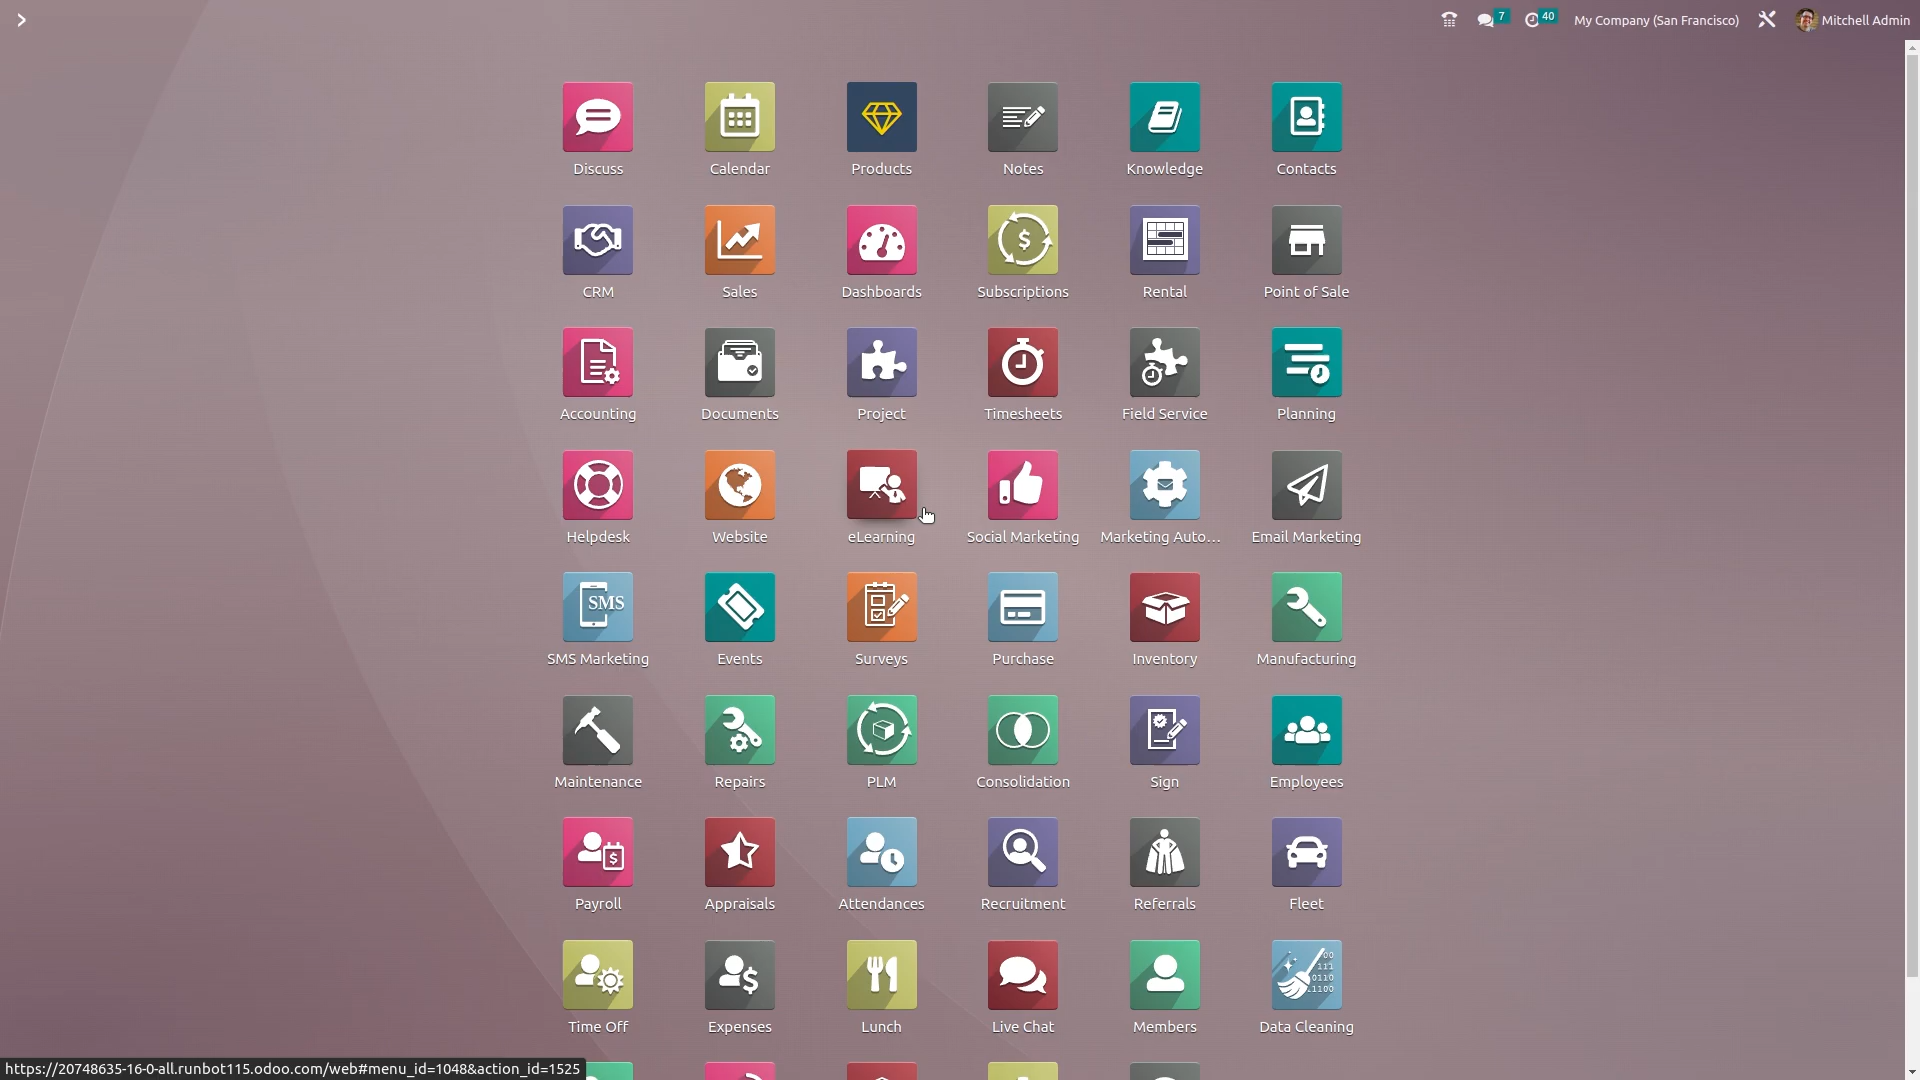 7 40 My Company (San Francisco) Mitchell Admin
Discuss Calendar Products Notes Knowledge Contacts
CRM Sales Dashboards Subscriptions Rental Point of Sale
Accounting Documents Project Timesheets Field Service Planning
Helpdesk Website eLearning Social Marketing Marketing Auto... Email Marketing
SMS
SMS Marketing Events Surveys Purchase Inventory Manufacturing
Maintenance Repairs PLM Consolidation Sign Employees
Payroll Appraisals Attendances Recruitment Referrals Fleet
00
111
0110
11100
Time Off Expenses Lunch Live Chat Members Data Cleaning
https://20748635-16-0-all.runbot115.odoo.com/web#menu_id=1048&action_id=1525